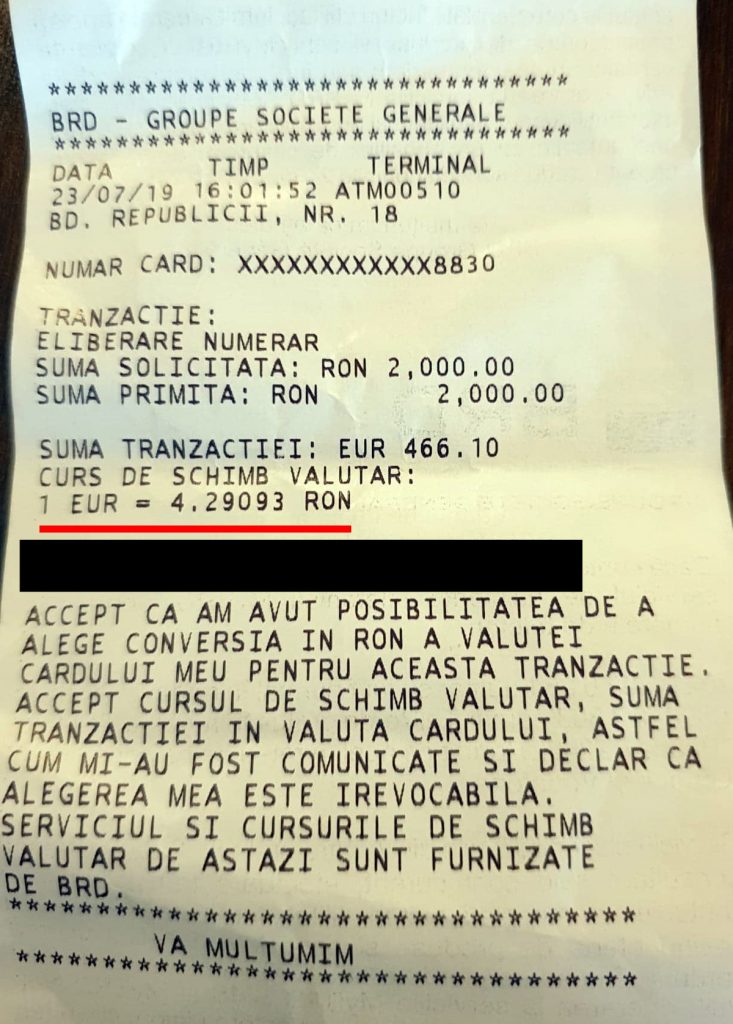 *********************************
BRD - GROUPE SOCIETE GENERALE
*********************************
DATA TIMP TERMINAL
23/07/19 16:01:52 ATM00510
BD. REPUBLICII, NR. 18
NUMAR CARD: XXXXXXXXXXXX8830
TRANZACTIE:
ELIBERARE NUMERAR
SUMA SOLICITATA: RON 2,000.00
SUMA PRIMITA: RON 2,000.00
SUMA TRANZACTIEI: EUR 466.10
CURS DE SCHIMB VALUTAR:
1 EUR = 4.29093 RON
ACCEPT CA AM AVUT POSIBILITATEA DE A
ALEGE CONVERSIA IN RON A VALUTEI
CARDULUI MEU PENTRU ACEASTA TRANZACTIE.
ACCEPT CURSUL DE SCHIMB VALUTAR, SUMA
TRANZACTIEI IN VALUTA CARDULUI, ASTFEL
CUM MI-AU FOST COMUNICATE SI DECLAR CA
ALEGEREA MEA ESTE IREVOCABILA.
SERVICIUL SI CURSURILE DE SCHIMB
VALUTAR DE ASTAZI SUNT FURNIZATE
DE BRD.
*********************************
VA MULTUMIM
*********************************